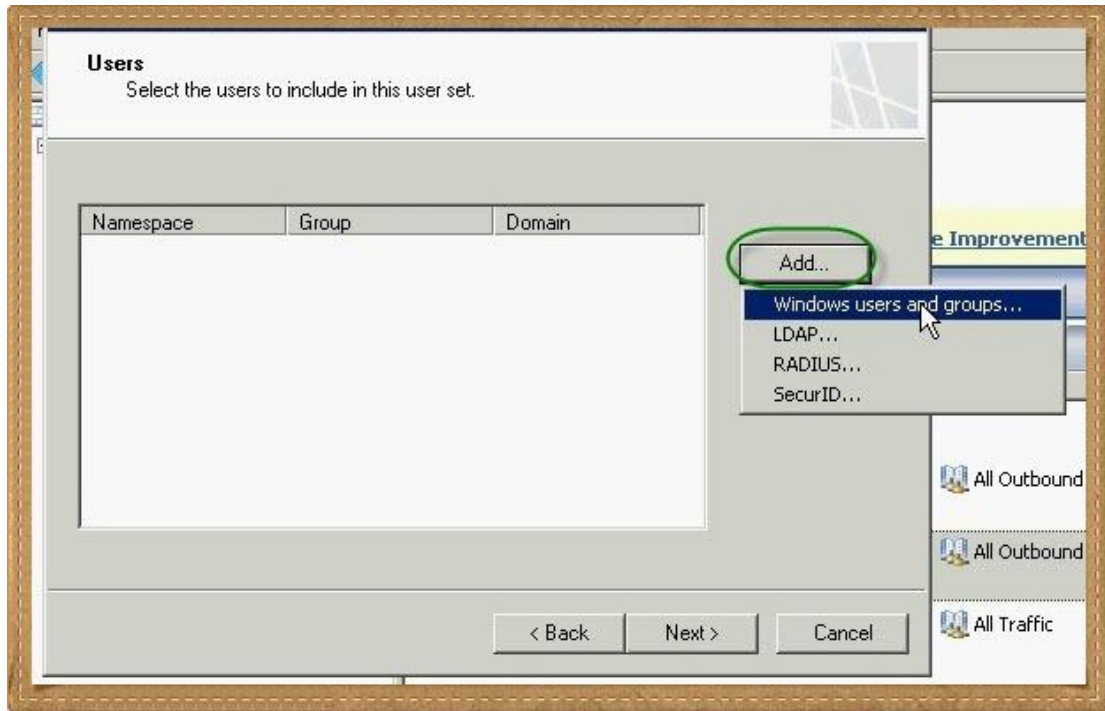 Users
Select the users to include in this user set.
Namespace Group Domain
Add...
Windows users and groups...
LDAP...
RADIUS...
SecurID...
e Improvement
All Outbound
All Outbound
All Traffic
< Back Next > Cancel